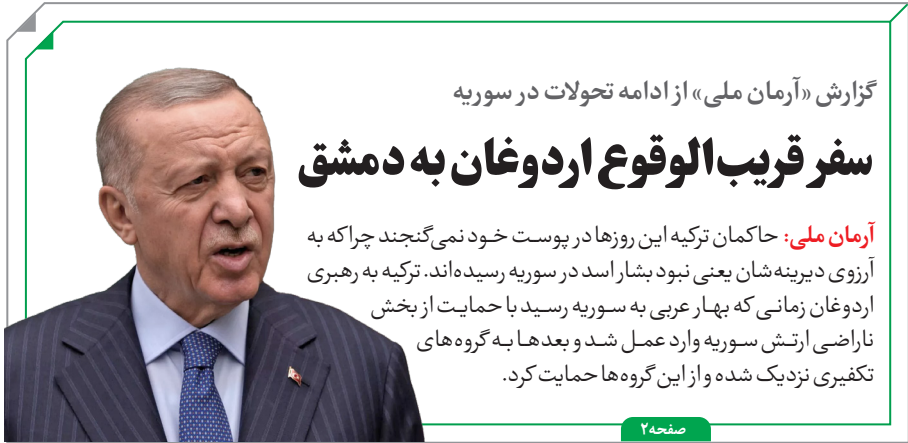 گزارش «آرمان ملی» از ادامه تحولات در سوریه
سفر قریب‌الوقوع اردوغان به دمشق
آرمان ملی: حاکمان ترکیه این روزها در پوست خود نمی‌گنجند چراکه به
آرزوی دیرینه‌شان یعنی نبود بشار اسد در سوریه رسیده‌اند. ترکیه به رهبری
اردوغان زمانی که بهار عربی به سوریه رسید با حمایت از بخش
ناراضی ارتش سوریه وارد عمل شد و بعدها به گروه‌های
تکفیری نزدیک شده و از این گروه‌ها حمایت کرد.
صفحه۲